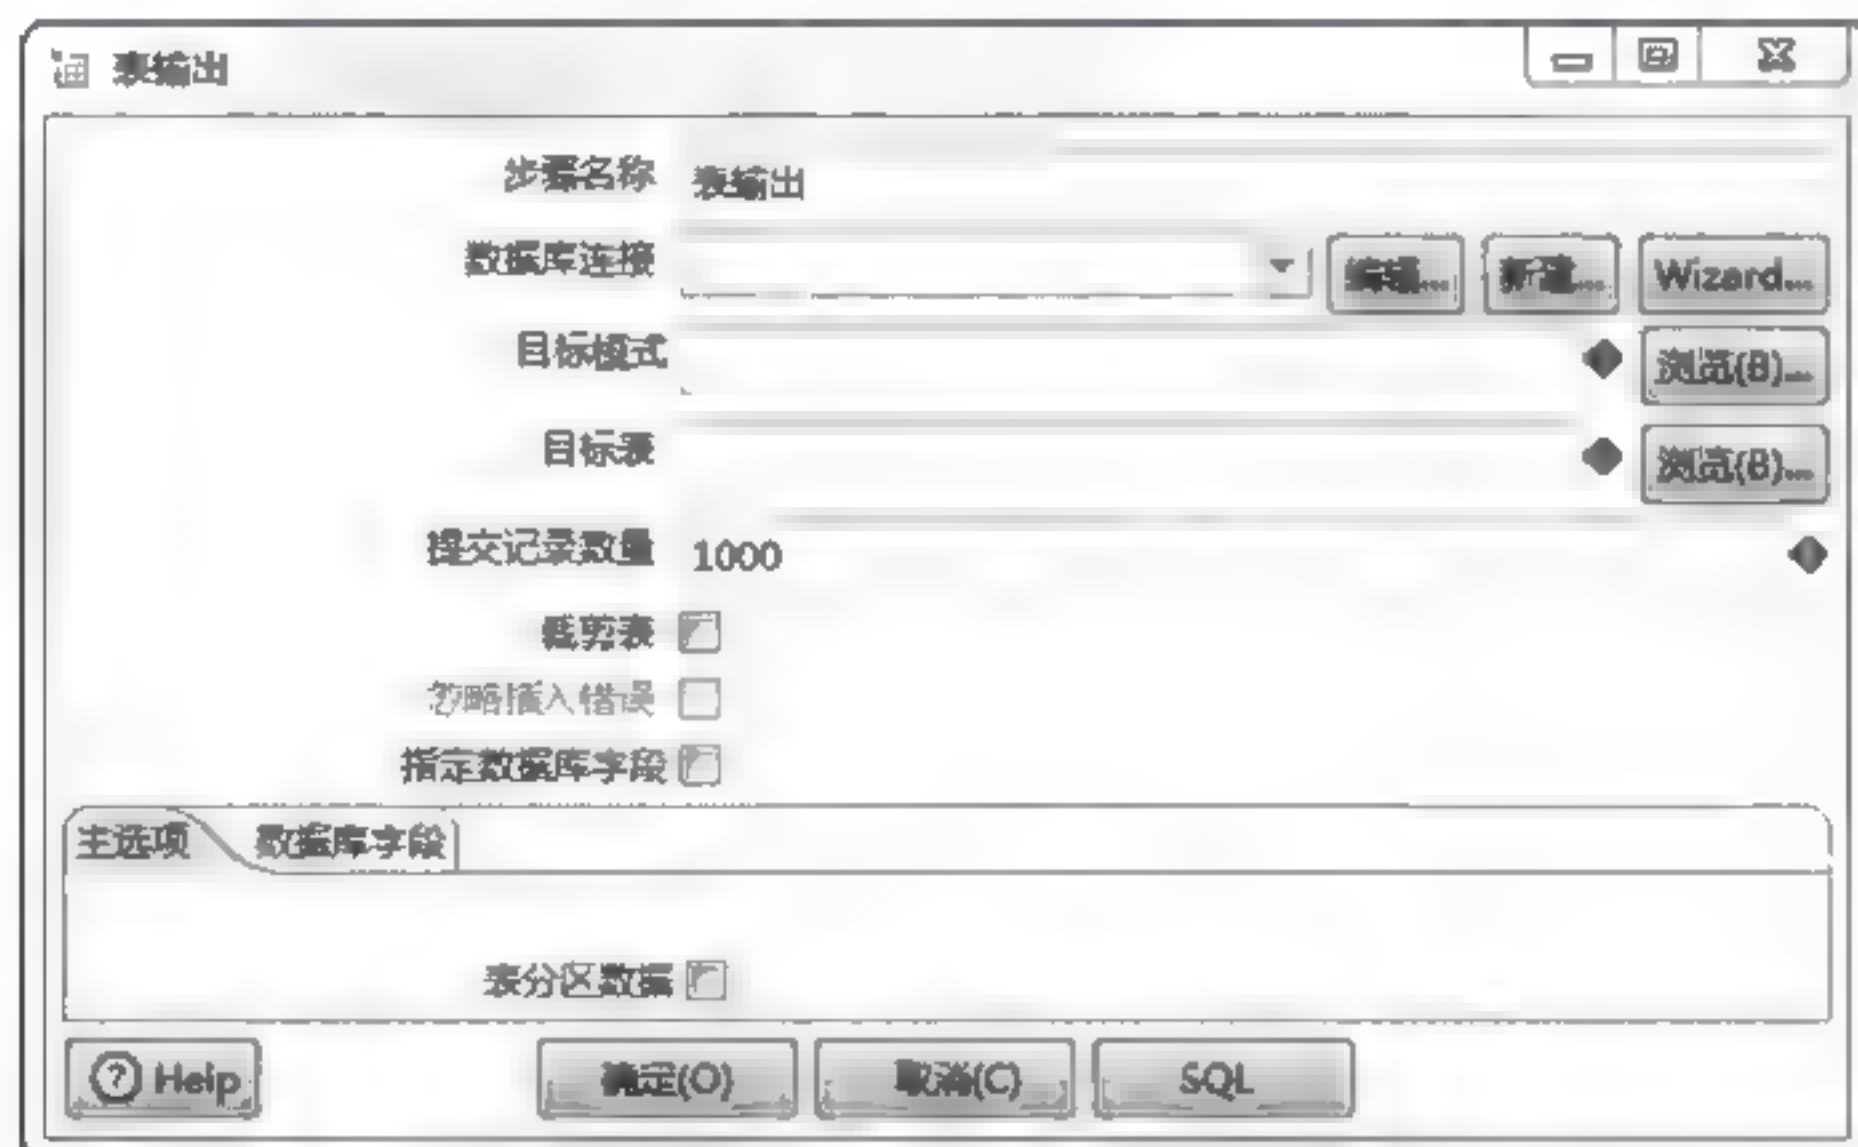 表输出
步骤名称 表输出
数据库连接 编辑... 新建... Wizard...
目标模式 浏览(B)...
目标表 浏览(B)...
提交记录数量 1000
裁剪表
忽略插入错误
指定数据库字段
主选项 数据库字段
表分区数据
Help 确定(O) 取消(C) SQL